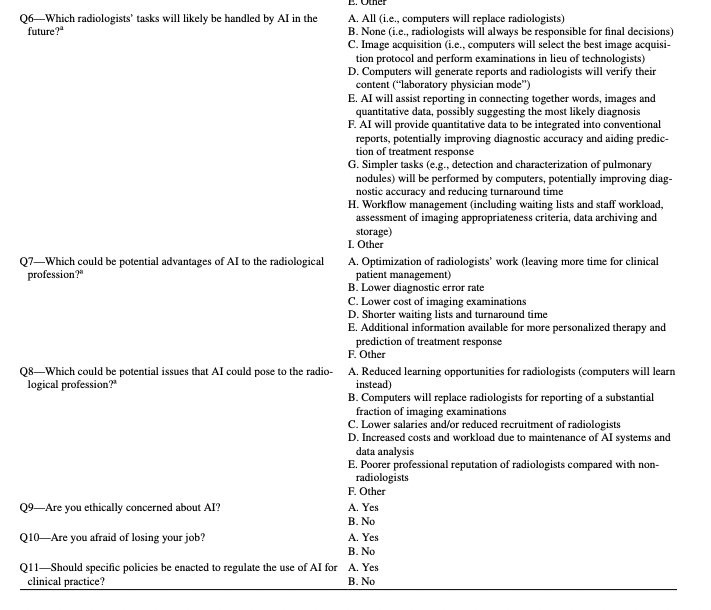 E. Other
Q6—Which radiologists' tasks will likely be handled by AI in the
future?ᵃ
A. All (i.e., computers will replace radiologists)
B. None (i.e., radiologists will always be responsible for final decisions)
C. Image acquisition (i.e., computers will select the best image acquisi-
tion protocol and perform examinations in lieu of technologists)
D. Computers will generate reports and radiologists will verify their
content (“laboratory physician mode”)
E. AI will assist reporting in connecting together words, images and
quantitative data, possibly suggesting the most likely diagnosis
F. AI will provide quantitative data to be integrated into conventional
reports, potentially improving diagnostic accuracy and aiding predic-
tion of treatment response
G. Simpler tasks (e.g., detection and characterization of pulmonary
nodules) will be performed by computers, potentially improving diag-
nostic accuracy and reducing turnaround time
H. Workflow management (including waiting lists and staff workload,
assessment of imaging appropriateness criteria, data archiving and
storage)
I. Other
Q7—Which could be potential advantages of AI to the radiological
profession?ᵃ
A. Optimization of radiologists' work (leaving more time for clinical
patient management)
B. Lower diagnostic error rate
C. Lower cost of imaging examinations
D. Shorter waiting lists and turnaround time
E. Additional information available for more personalized therapy and
prediction of treatment response
F. Other
Q8—Which could be potential issues that AI could pose to the radio-
logical profession?ᵃ
A. Reduced learning opportunities for radiologists (computers will learn
instead)
B. Computers will replace radiologists for reporting of a substantial
fraction of imaging examinations
C. Lower salaries and/or reduced recruitment of radiologists
D. Increased costs and workload due to maintenance of AI systems and
data analysis
E. Poorer professional reputation of radiologists compared with non-
radiologists
F. Other
Q9—Are you ethically concerned about AI?
A. Yes
B. No
Q10—Are you afraid of losing your job?
A. Yes
B. No
Q11—Should specific policies be enacted to regulate the use of AI for
clinical practice?
A. Yes
B. No